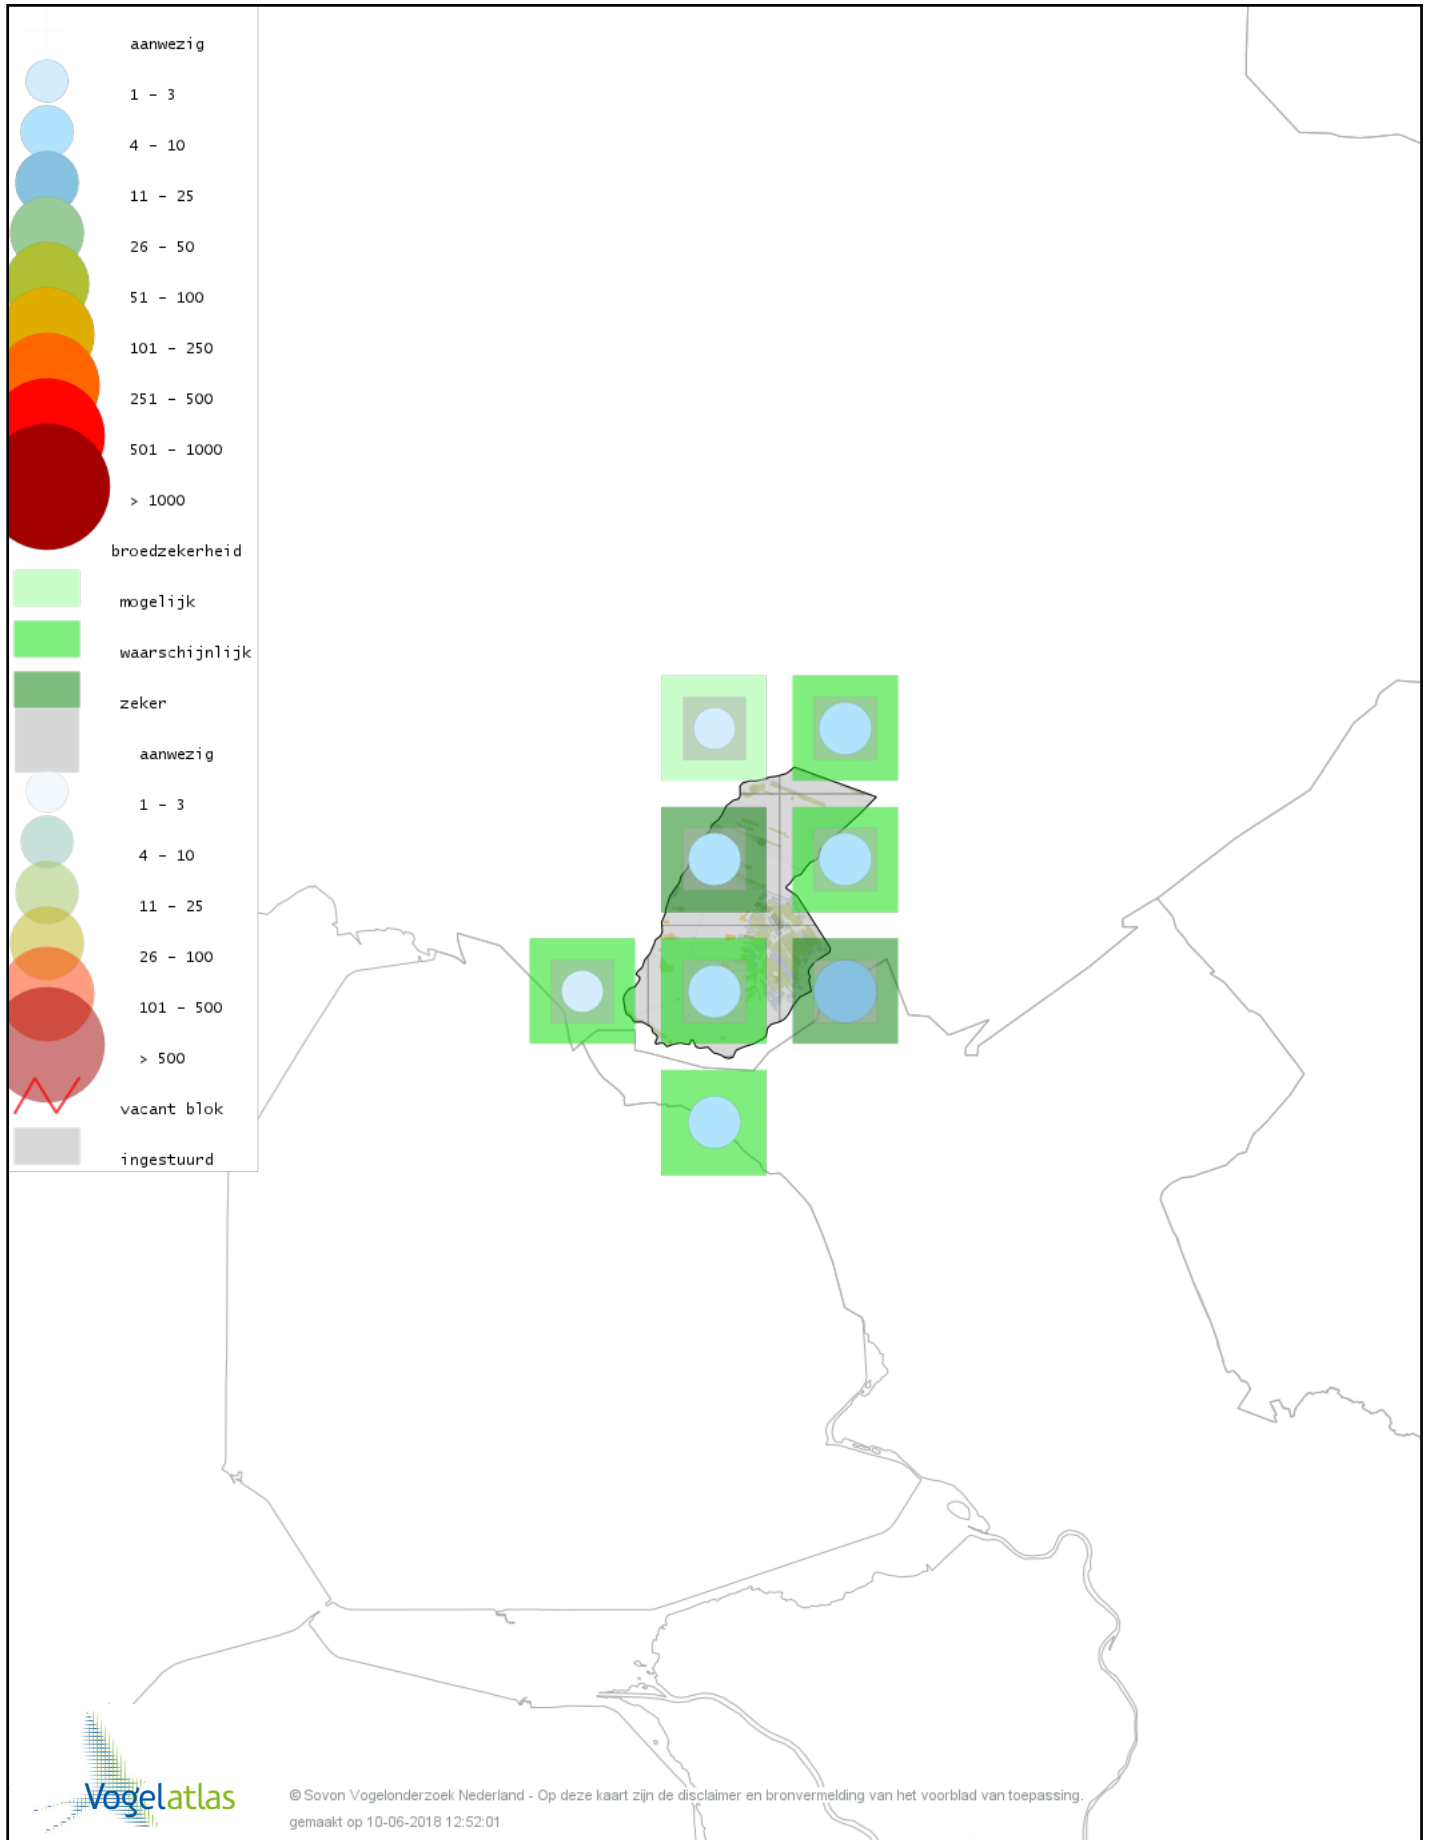 aanwezig
1 - 3
4 - 10
11 - 25
26 - 50
51 - 100
101 - 250
251 - 500
501 - 1000
> 1000
broedzekerheid
mogelijk
waarschijnlijk
zeker
aanwezig
1 - 3
4 - 10
11 - 25
26 - 100
101 - 500
> 500
vacant blok
ingestuurd
Vogelatlas
© Sovon Vogelonderzoek Nederland - Op deze kaart zijn de disclaimer en bronvermelding van het voorblad van toepassing.
gemaakt op 10-06-2018 12:52:01